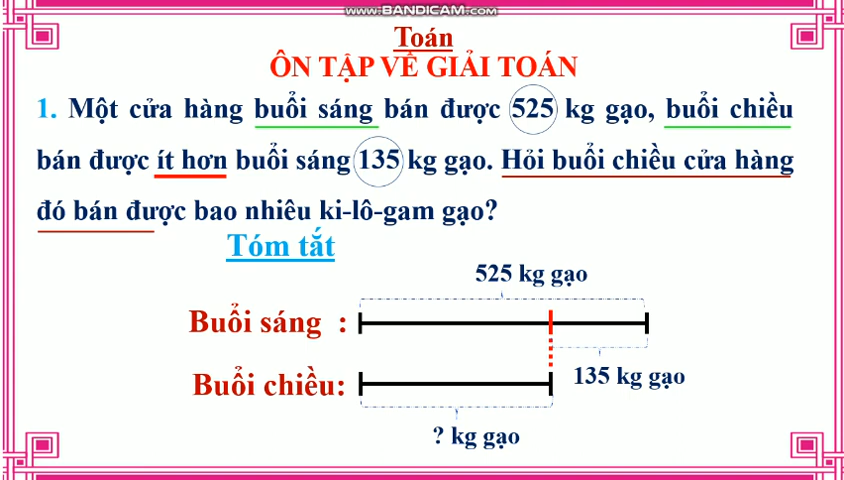 www.BANDICAM.com
Toán
ÔN TẬP VỀ GIẢI TOÁN
1. Một cửa hàng buổi sáng bán được 525 kg gạo, buổi chiều
bán được ít hơn buổi sáng 135 kg gạo. Hỏi buổi chiều cửa hàng
đó bán được bao nhiêu ki-lô-gam gạo?
Tóm tắt
525 kg gạo
Buổi sáng :
135 kg gạo
Buổi chiều:
? kg gạo